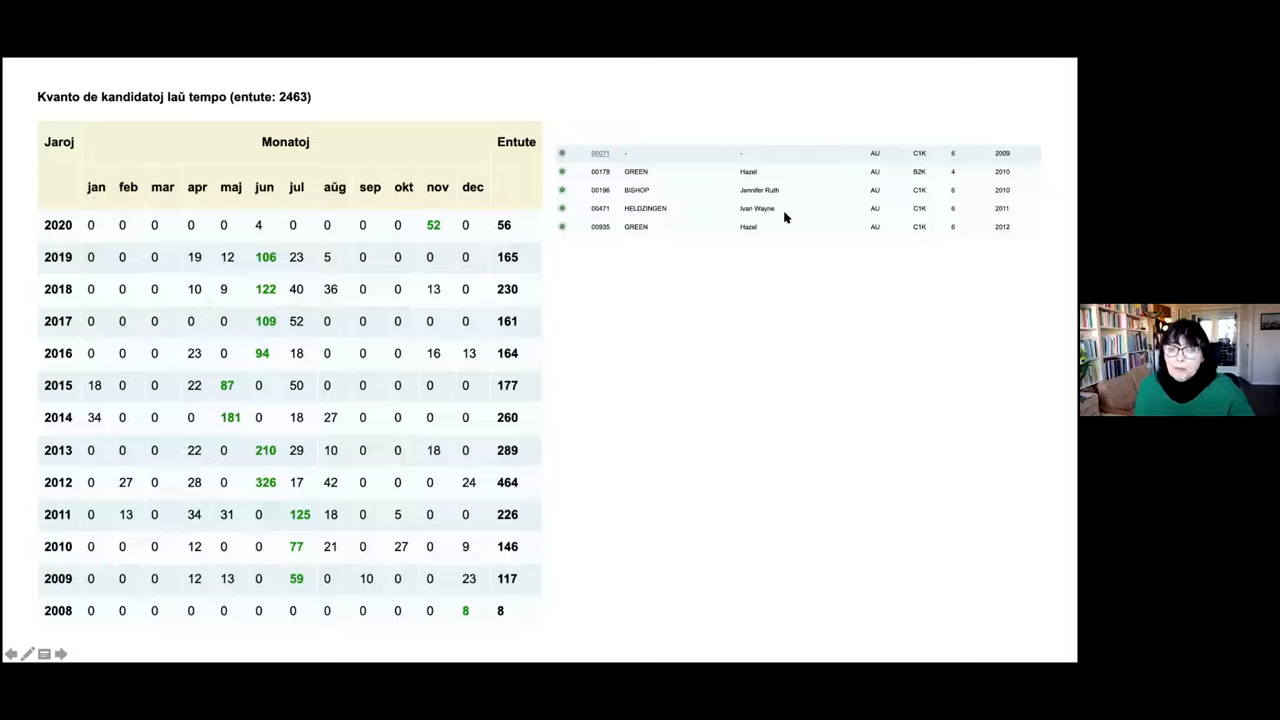 Kvanto de kandidatoj laŭ tempo (entute: 2463)
Jaroj Monatoj Entute
jan feb mar apr maj jun jul aŭg sep okt nov dec
2020 0 0 0 0 0 4 0 0 0 0 52 0 56
2019 0 0 0 19 12 106 23 5 0 0 0 0 165
2018 0 0 0 10 9 122 40 36 0 0 13 0 230
2017 0 0 0 0 0 109 52 0 0 0 0 0 161
2016 0 0 0 23 0 94 18 0 0 0 16 13 164
2015 18 0 0 22 87 0 50 0 0 0 0 0 177
2014 34 0 0 0 181 0 18 27 0 0 0 0 260
2013 0 0 0 22 0 210 29 10 0 0 18 0 289
2012 0 27 0 28 0 326 17 42 0 0 0 24 464
2011 0 13 0 34 31 0 125 18 0 5 0 0 226
2010 0 0 0 12 0 0 77 21 0 27 0 9 146
2009 0 0 0 12 13 0 59 0 10 0 0 23 117
2008 0 0 0 0 0 0 0 0 0 0 0 8 8
00071 - - AU C1K 6 2009
00178 GREEN Hazel AU B2K 4 2010
00196 BISHOP Jennifer Ruth AU C1K 6 2010
00471 HELDZINGEN Ivan Wayne AU C1K 6 2011
00935 GREEN Hazel AU C1K 6 2012